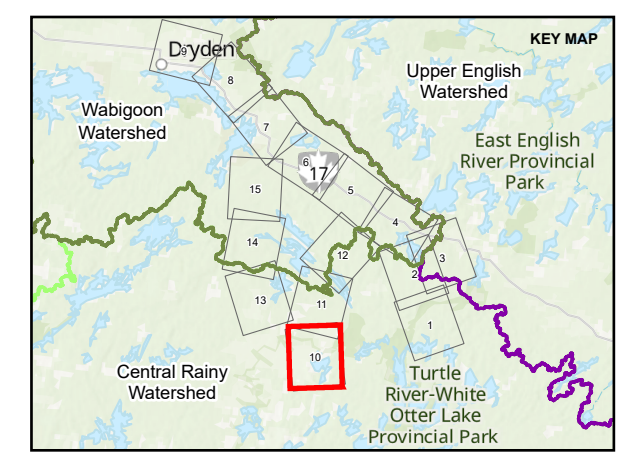 KEY MAP
Dryden
9
8
Upper English
Watershed
Wabigoon
Watershed
7
East English
River Provincial
Park
6
17
5
15
4
14
12
3
2
13
11
1
10
Central Rainy
Watershed
Turtle
River-White
Otter Lake
Provincial Park